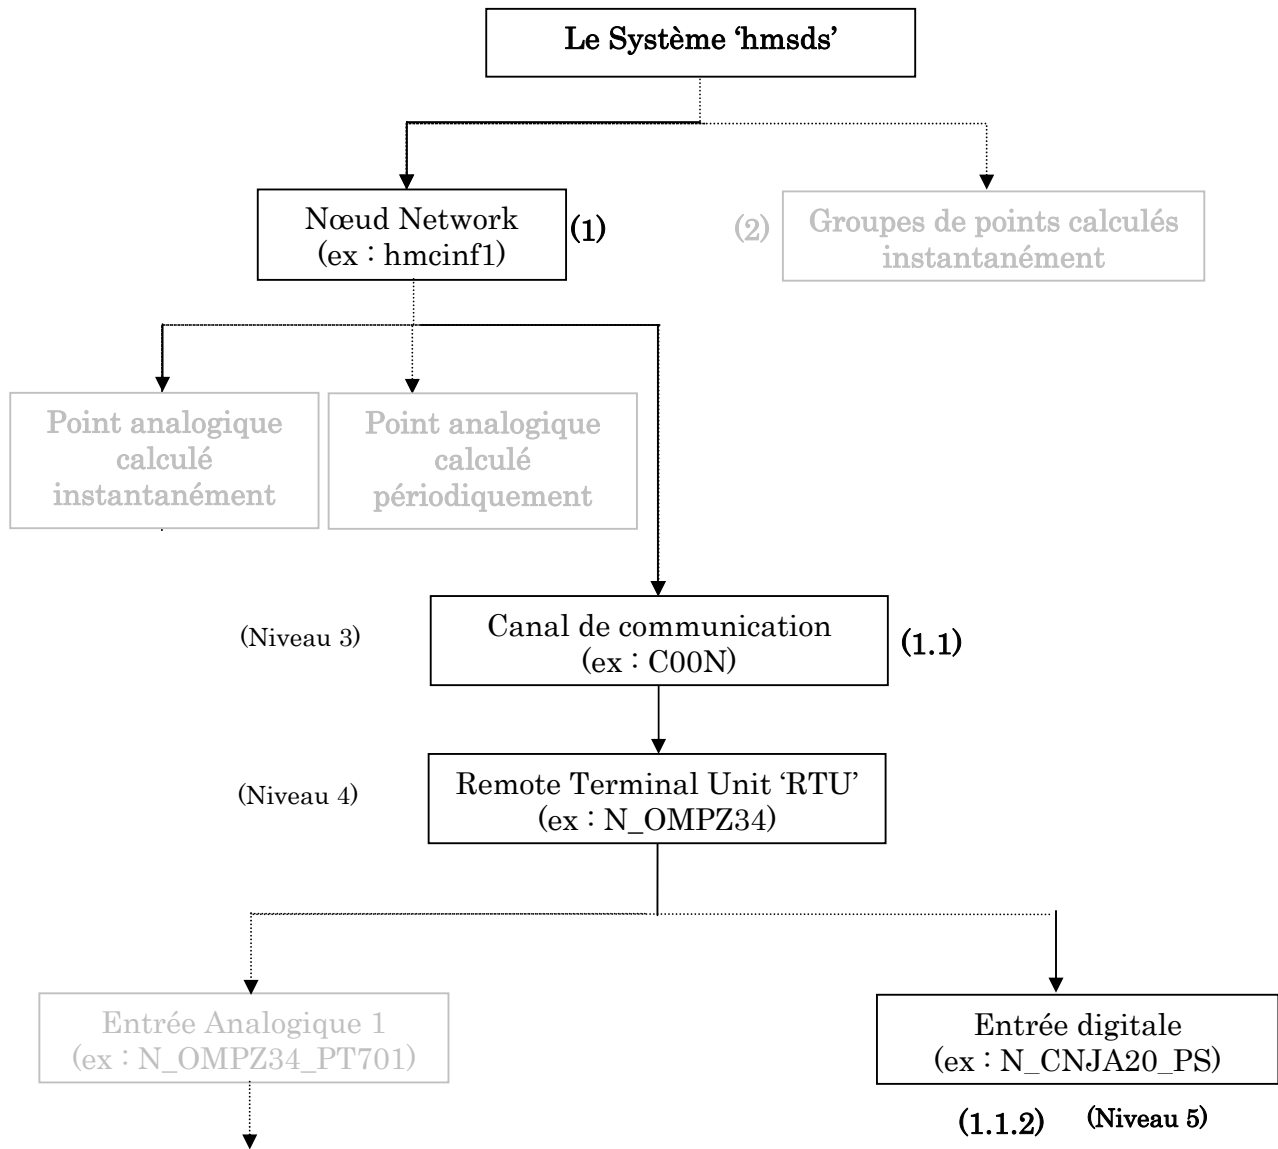 Le Système ‘hmsds’
Nœud Network
(ex : hmcinf1)
(1)
(2)
Groupes de points calculés
instantanément
Point analogique
calculé
instantanément
Point analogique
calculé
périodiquement
(Niveau 3)
Canal de communication
(ex : C00N)
(1.1)
(Niveau 4)
Remote Terminal Unit ‘RTU’
(ex : N_OMPZ34)
Entrée Analogique 1
(ex : N_OMPZ34_PT701)
Entrée digitale
(ex : N_CNJA20_PS)
(1.1.2)
(Niveau 5)